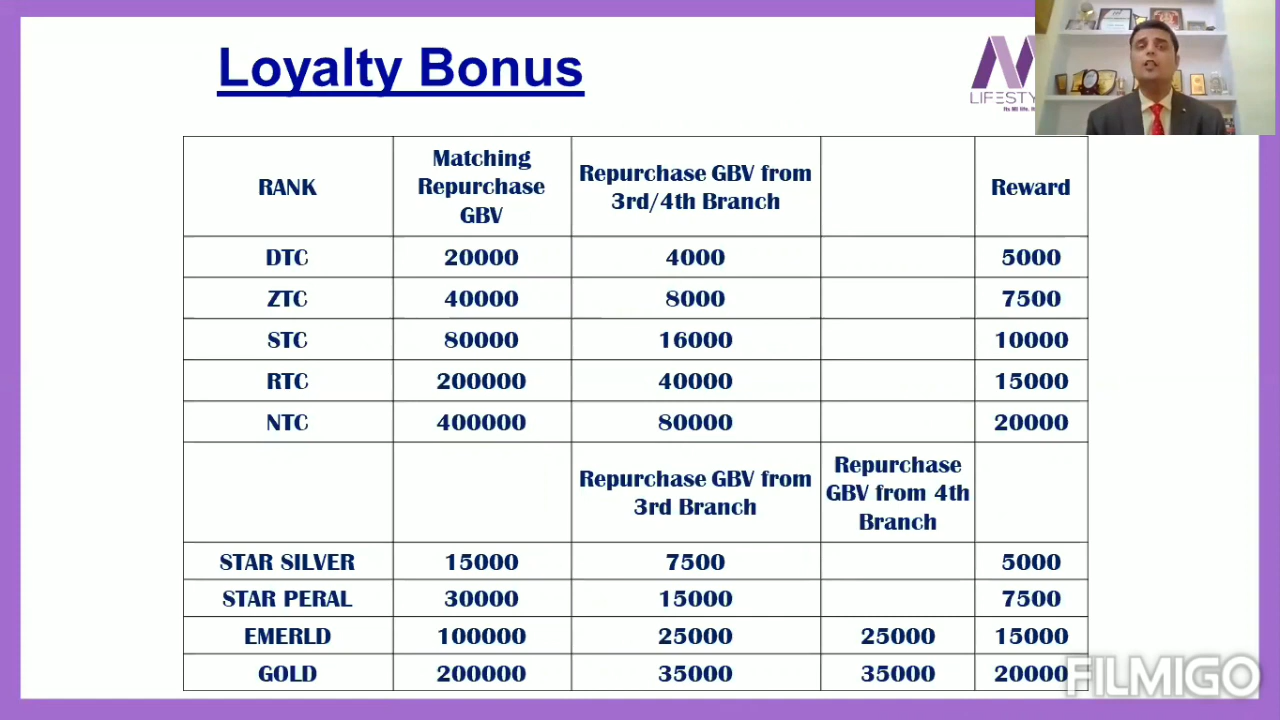 Loyalty Bonus
LIFESTY
RANK
Matching
Repurchase
GBV
Repurchase GBV from
3rd/4th Branch
Reward
DTC 20000 4000 5000
ZTC 40000 8000 7500
STC 80000 16000 10000
RTC 200000 40000 15000
NTC 400000 80000 20000
Repurchase GBV from
3rd Branch
Repurchase
GBV from 4th
Branch
STAR SILVER 15000 7500 5000
STAR PERAL 30000 15000 7500
EMERLD 100000 25000 25000 15000
GOLD 200000 35000 35000 20000
FILMIGO